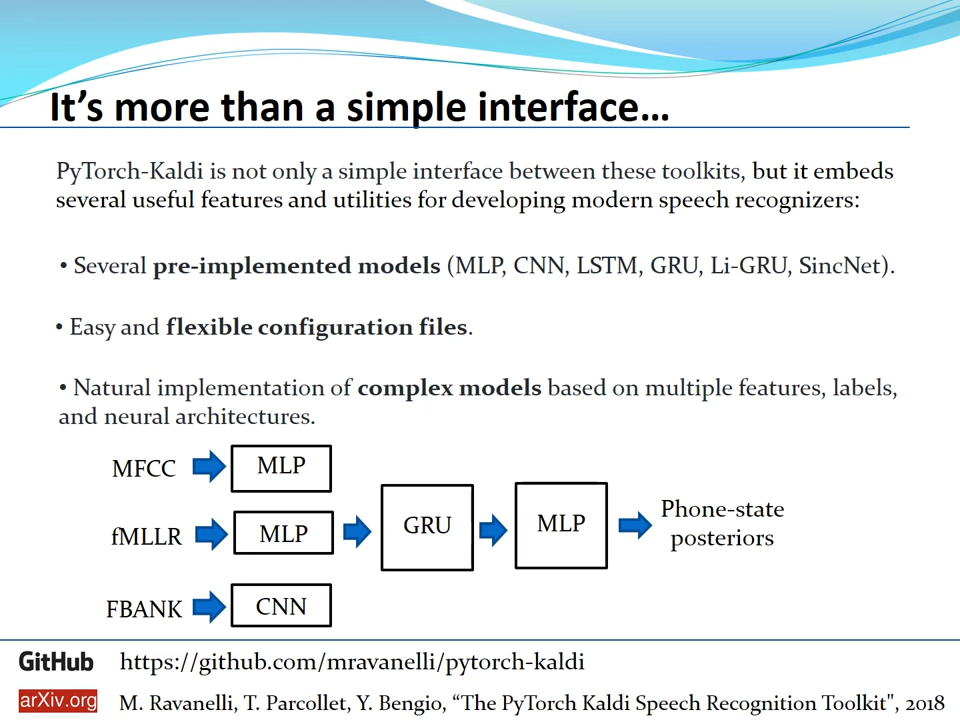 It's more than a simple interface…
PyTorch-Kaldi is not only a simple interface between these toolkits, but it embeds
several useful features and utilities for developing modern speech recognizers:
• Several pre-implemented models (MLP, CNN, LSTM, GRU, Li-GRU, SincNet).
• Easy and flexible configuration files.
• Natural implementation of complex models based on multiple features, labels,
and neural architectures.
MFCC MLP
fMLLR MLP GRU MLP Phone-state
posteriors
FBANK CNN
GitHub https://github.com/mravanelli/pytorch-kaldi
arXiv.org M. Ravanelli, T. Parcollet, Y. Bengio, “The PyTorch Kaldi Speech Recognition Toolkit", 2018